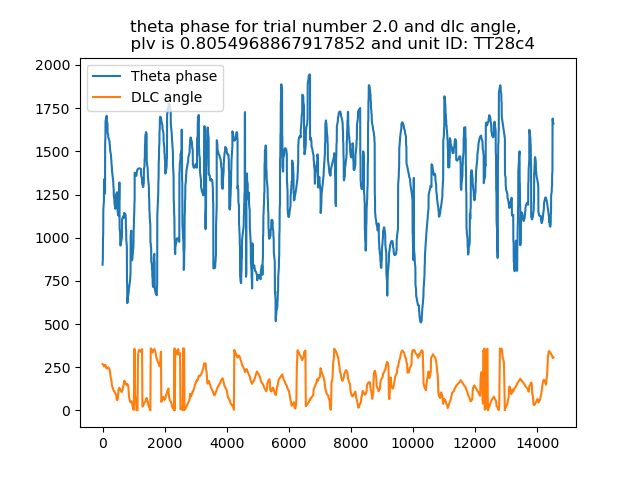 theta phase for trial number 2.0 and dlc angle,
plv is 0.8054968867917852 and unit ID: TT28c4
Theta phase
DLC angle
2000
1750
1500
1250
1000
750
500
250
0
0 2000 4000 6000 8000 10000 12000 14000